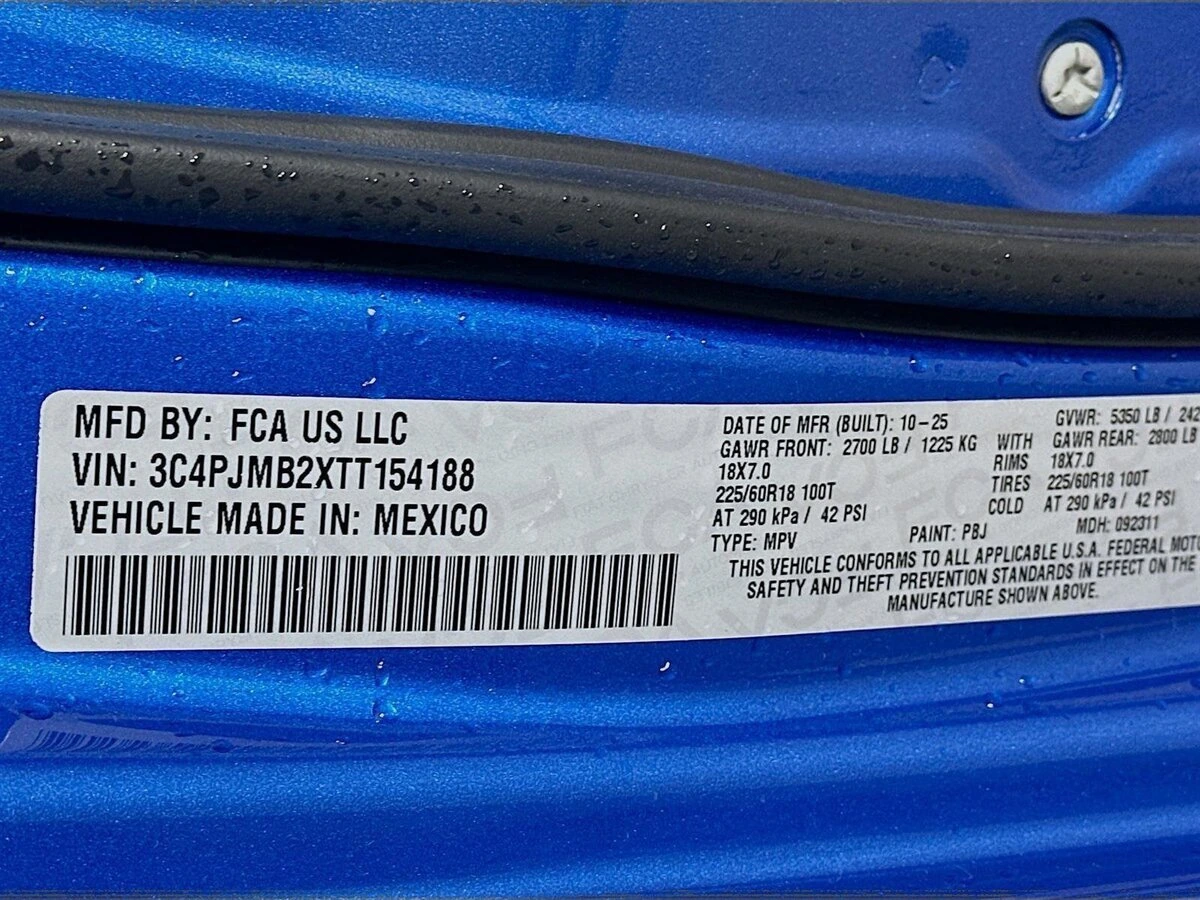 MFD BY: FCA US LLC
VIN: 3C4PJMB2XTT154188
VEHICLE MADE IN: MEXICO
DATE OF MFR (BUILT): 10-25
GVWR: 5350 LB / 242
GAWR FRONT: 2700 LB / 1225 KG
WITH
GAWR REAR: 2800 LB
18X7.0
RIMS
18X7.0
225/60R18 100T
TIRES
225/60R18 100T
AT 290 kPa / 42 PSI
COLD
AT 290 kPa / 42 PSI
TYPE: MPV
PAINT: PBJ
MDH: 092311
THIS VEHICLE CONFORMS TO ALL APPLICABLE U.S.A. FEDERAL MOTO
SAFETY AND THEFT PREVENTION STANDARDS IN EFFECT ON THE
MANUFACTURE SHOWN ABOVE.